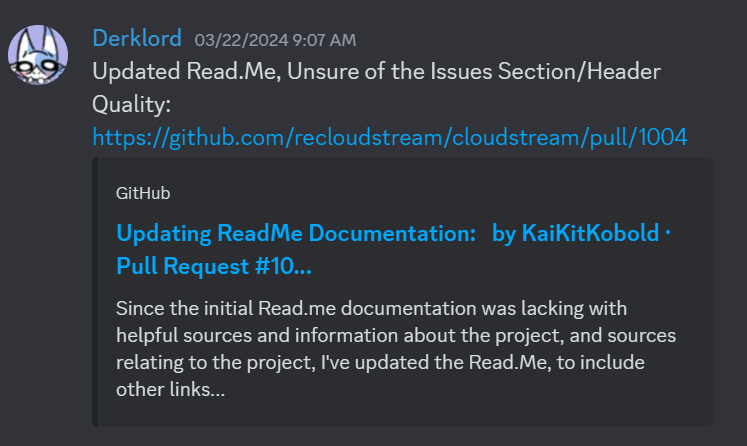 Derklord 03/22/2024 9:07 AM
Updated Read.Me, Unsure of the Issues Section/Header
Quality:
https://github.com/recloudstream/cloudstream/pull/1004
GitHub
Updating ReadMe Documentation: by KaiKitKobold ·
Pull Request #10...
Since the initial Read.me documentation was lacking with
helpful sources and information about the project, and sources
relating to the project, I've updated the Read.Me, to include
other links...